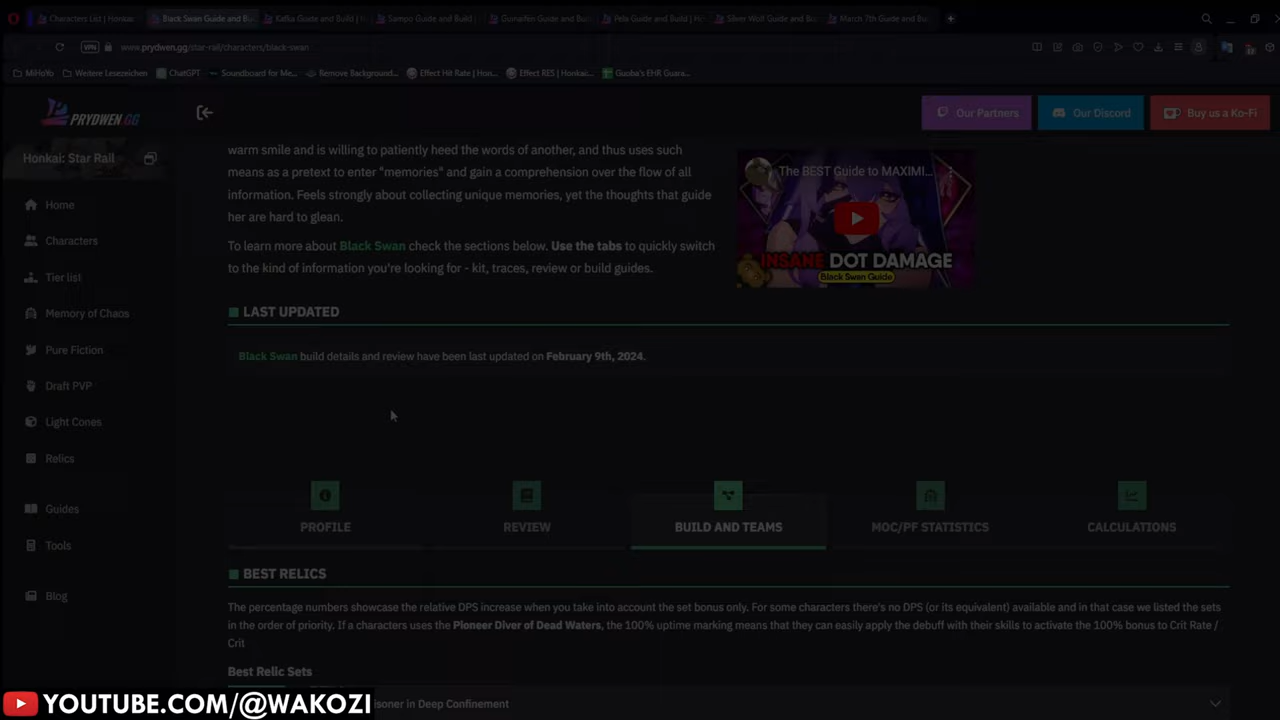 Characters List | Honkai:
Black Swan Guide and Bu
Kafka Guide and Build | H
Sampo Guide and Build |
Guinaifen Guide and Build
Pela Guide and Build | Ho
Silver Wolf Guide and Bu
March 7th Guide and Bu
VPN www.prydwen.gg/star-rail/characters/black-swan
MiHoYo Weitere Lesezeichen ChatGPT Soundboard for Me... Remove Background... Effect Hit Rate | Hon... Effect RES | Honkai... Guoba's EHR Guara...
PRYDWEN.GG
Our Partners
Our Discord
Buy us a Ko-Fi
Honkai: Star Rail
Home
Characters
Tier list
Memory of Chaos
Pure Fiction
Draft PVP
Light Cones
Relics
Guides
Tools
Blog
warm smile and is willing to patiently heed the words of another, and thus uses such
means as a pretext to enter "memories" and gain a comprehension over the flow of all
information. Feels strongly about collecting unique memories, yet the thoughts that guide
her are hard to glean.
To learn more about Black Swan check the sections below. Use the tabs to quickly switch
to the kind of information you're looking for - kit, traces, review or build guides.
The BEST Guide to MAXIMI...
INSANE DOT DAMAGE
Black Swan Guide
LAST UPDATED
Black Swan build details and review have been last updated on February 9th, 2024.
PROFILE
REVIEW
BUILD AND TEAMS
MOC/PF STATISTICS
CALCULATIONS
BEST RELICS
The percentage numbers showcase the relative DPS increase when you take into account the set bonus only. For some characters there's no DPS (or its equivalent) available and in that case we listed the sets
in the order of priority. If a characters uses the Pioneer Diver of Dead Waters, the 100% uptime marking means that they can easily apply the debuff with their skills to activate the 100% bonus to Crit Rate /
Crit
Best Relic Sets
isoner in Deep Confinement
YOUTUBE.COM/@WAKOZI